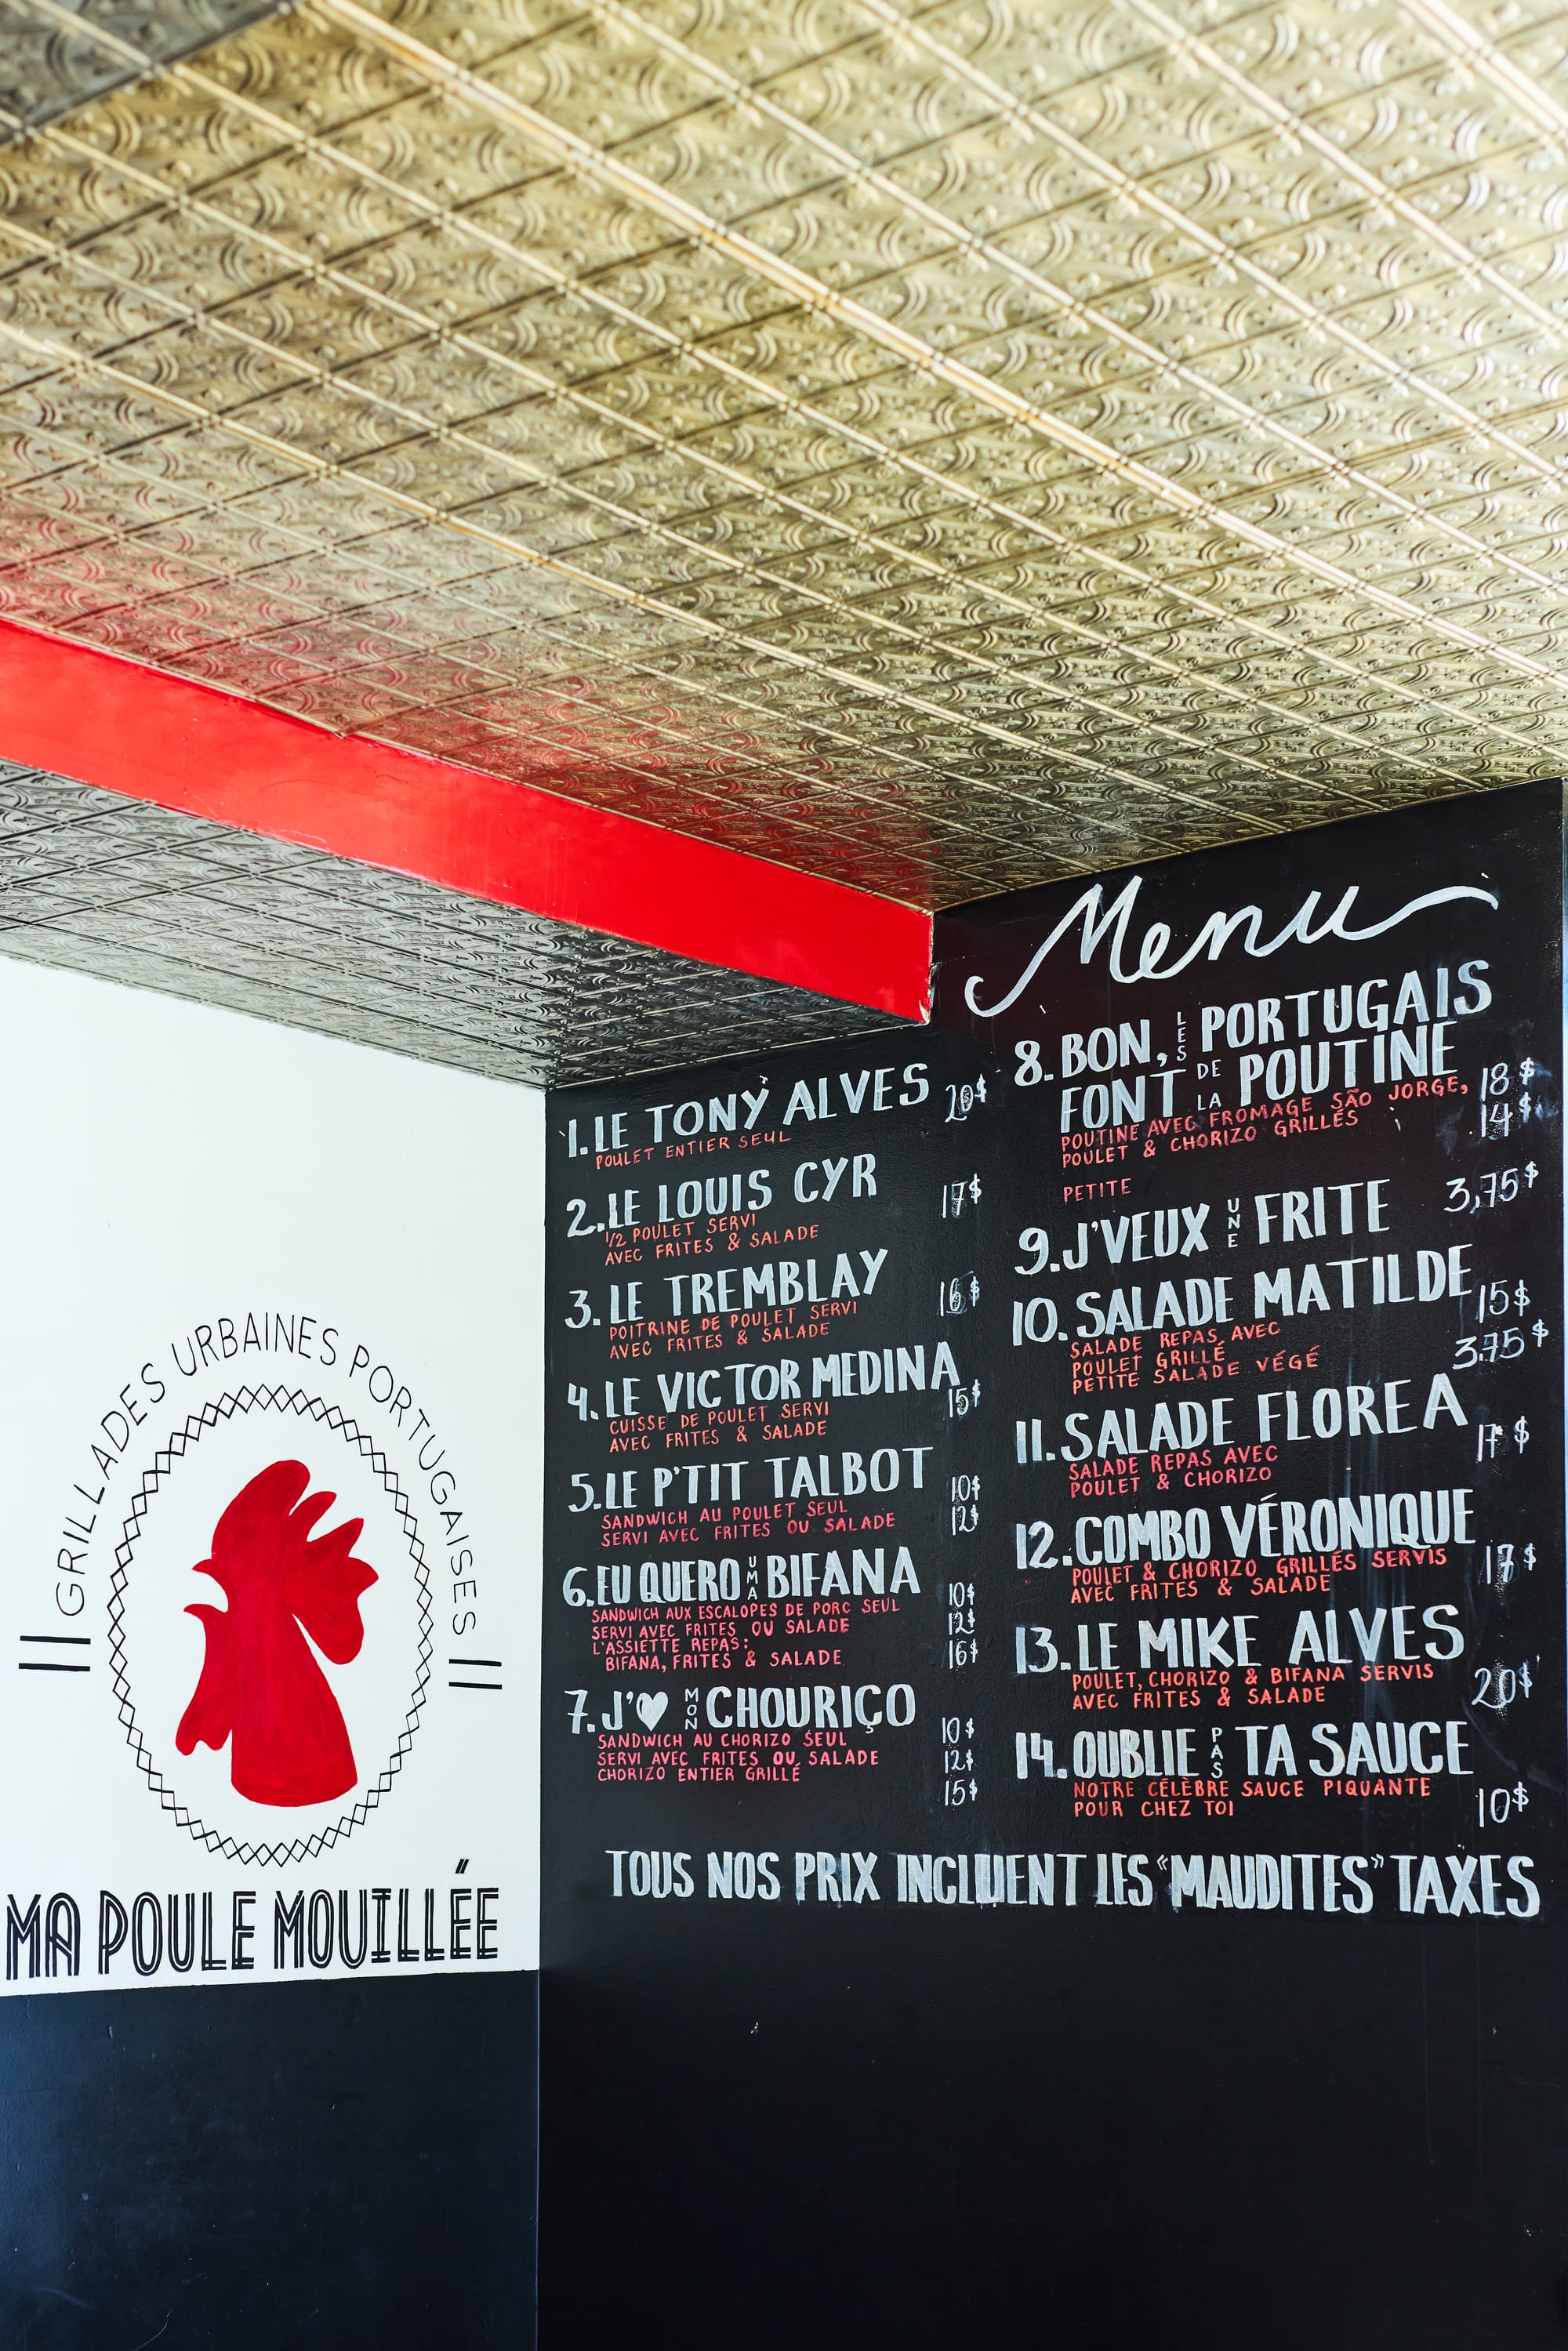 GRILLADES URBAINES PORTUGAISES
MA POULE MOUILLÉE
Menu
1. LE TONY ALVES 20$
POULET ENTIER SEUL
2. LE LOUIS CYR 17$
1/2 POULET SERVI
AVEC FRITES & SALADE
3. LE TREMBLAY 16$
POITRINE DE POULET SERVI
AVEC FRITES & SALADE
4. LE VICTOR MEDINA 15$
CUISSE DE POULET SERVI
AVEC FRITES & SALADE
5. LE P'TIT TALBOT
SANDWICH AU POULET SEUL 10$
SERVI AVEC FRITES OU SALADE 12$
6. EU QUERO UMA BIFANA
SANDWICH AUX ESCALOPES DE PORC SEUL 10$
SERVI AVEC FRITES OU SALADE 12$
L'ASSIETTE REPAS:
BIFANA, FRITES & SALADE 16$
7. J'♥ MON CHOURIÇO
SANDWICH AU CHORIZO SEUL 10$
SERVI AVEC FRITES OU SALADE 12$
CHORIZO ENTIER GRILLÉ 15$
8. BON, LES PORTUGAIS
FONT DE LA POUTINE
POUTINE AVEC FROMAGE SÃO JORGE, 18$
POULET & CHORIZO GRILLÉS 14$
PETITE
9. J'VEUX UNE FRITE 3,75$
10. SALADE MATILDE
SALADE REPAS AVEC 15$
POULET GRILLÉ
PETITE SALADE VÉGÉ 3.75$
11. SALADE FLOREA 17$
SALADE REPAS AVEC
POULET & CHORIZO
12. COMBO VÉRONIQUE
POULET & CHORIZO GRILLÉS SERVIS 17$
AVEC FRITES & SALADE
13. LE MIKE ALVES
POULET, CHORIZO & BIFANA SERVIS 20$
AVEC FRITES & SALADE
14. OUBLIE PAS TA SAUCE
NOTRE CÉLÈBRE SAUCE PIQUANTE
POUR CHEZ TOI 10$
TOUS NOS PRIX INCLUENT LES "MAUDITES" TAXES